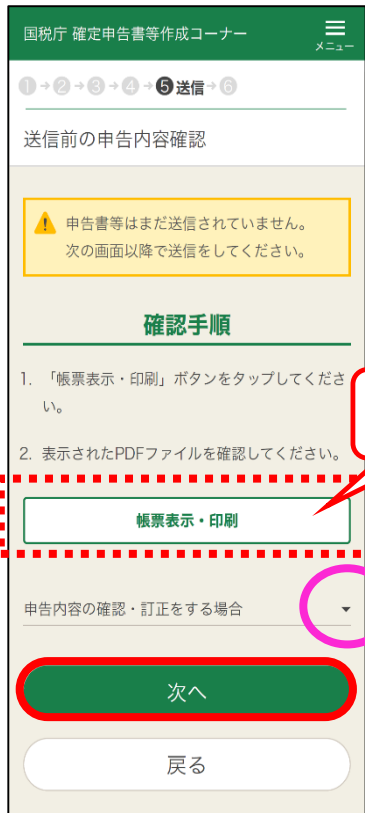 国税庁 確定申告書等作成コーナー
メニュー
1→2→3→4→5送信→6
送信前の申告内容確認
申告書等はまだ送信されていません。
次の画面以降で送信をしてください。
確認手順
1. 「帳票表示・印刷」ボタンをタップしてくださ
い。
2. 表示されたPDFファイルを確認してください。
帳票表示・印刷
申告内容の確認・訂正をする場合
次へ
戻る